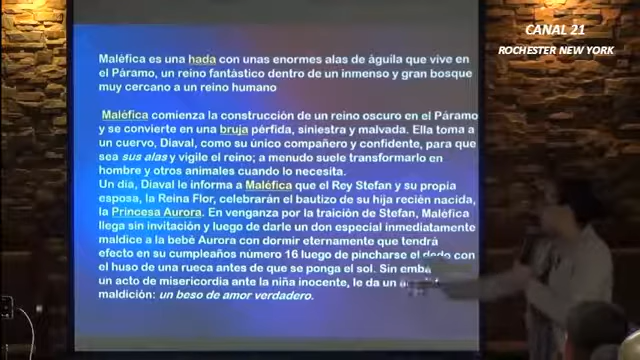 CANAL 21
ROCHESTER NEW YORK
Maléfica es una hada con unas enormes alas de águila que vive en
el Páramo, un reino fantástico dentro de un inmenso y gran bosque
muy cercano a un reino humano
Maléfica comienza la construcción de un reino oscuro en el Páramo
y se convierte en una bruja pérfida, siniestra y malvada. Ella toma a
un cuervo, Diaval, como su único compañero y confidente, para que
sea sus alas y vigile el reino; a menudo suele transformarlo en
hombre y otros animales cuando lo necesita.
Un día, Diaval le informa a Maléfica que el Rey Stefan y su propia
esposa, la Reina Flor, celebrarán el bautizo de su hija recién nacida,
la Princesa Aurora. En venganza por la traición de Stefan, Maléfica
llega sin invitación y luego de darle un don especial inmediatamente
maldice a la bebé Aurora con dormir eternamente que tendrá
efecto en su cumpleaños número 16 luego de pincharse el dedo con
el huso de una rueca antes de que se ponga el sol. Sin
un acto de misericordia ante la niña inocente, le da un
maldición: un beso de amor verdadero.